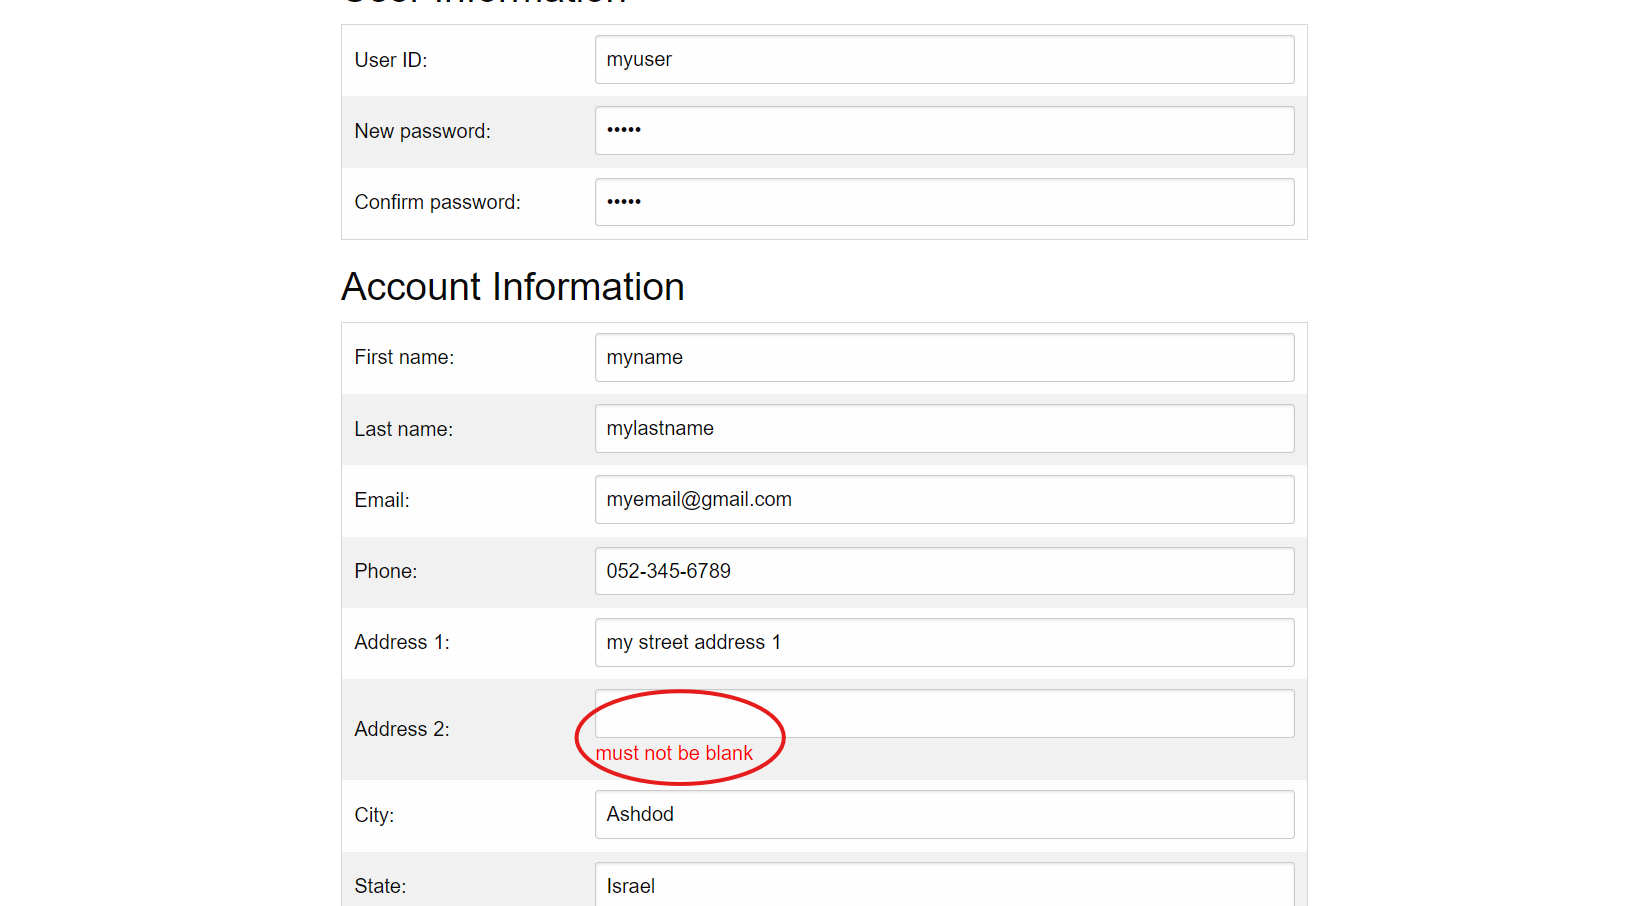 User Information
User ID: myuser
New password: •••••
Confirm password: •••••
Account Information
First name: myname
Last name: mylastname
Email: myemail@gmail.com
Phone: 052-345-6789
Address 1: my street address 1
Address 2:
must not be blank
City: Ashdod
State: Israel